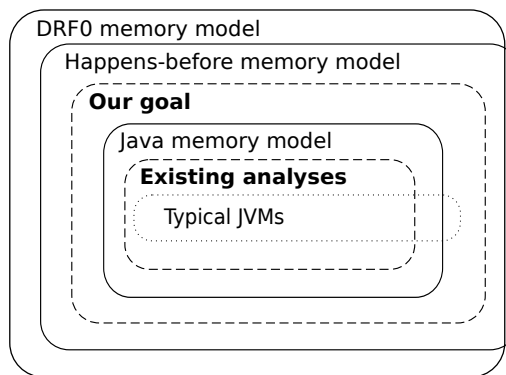 DRF0 memory model
Happens-before memory model
Our goal
Java memory model
Existing analyses
Typical JVMs